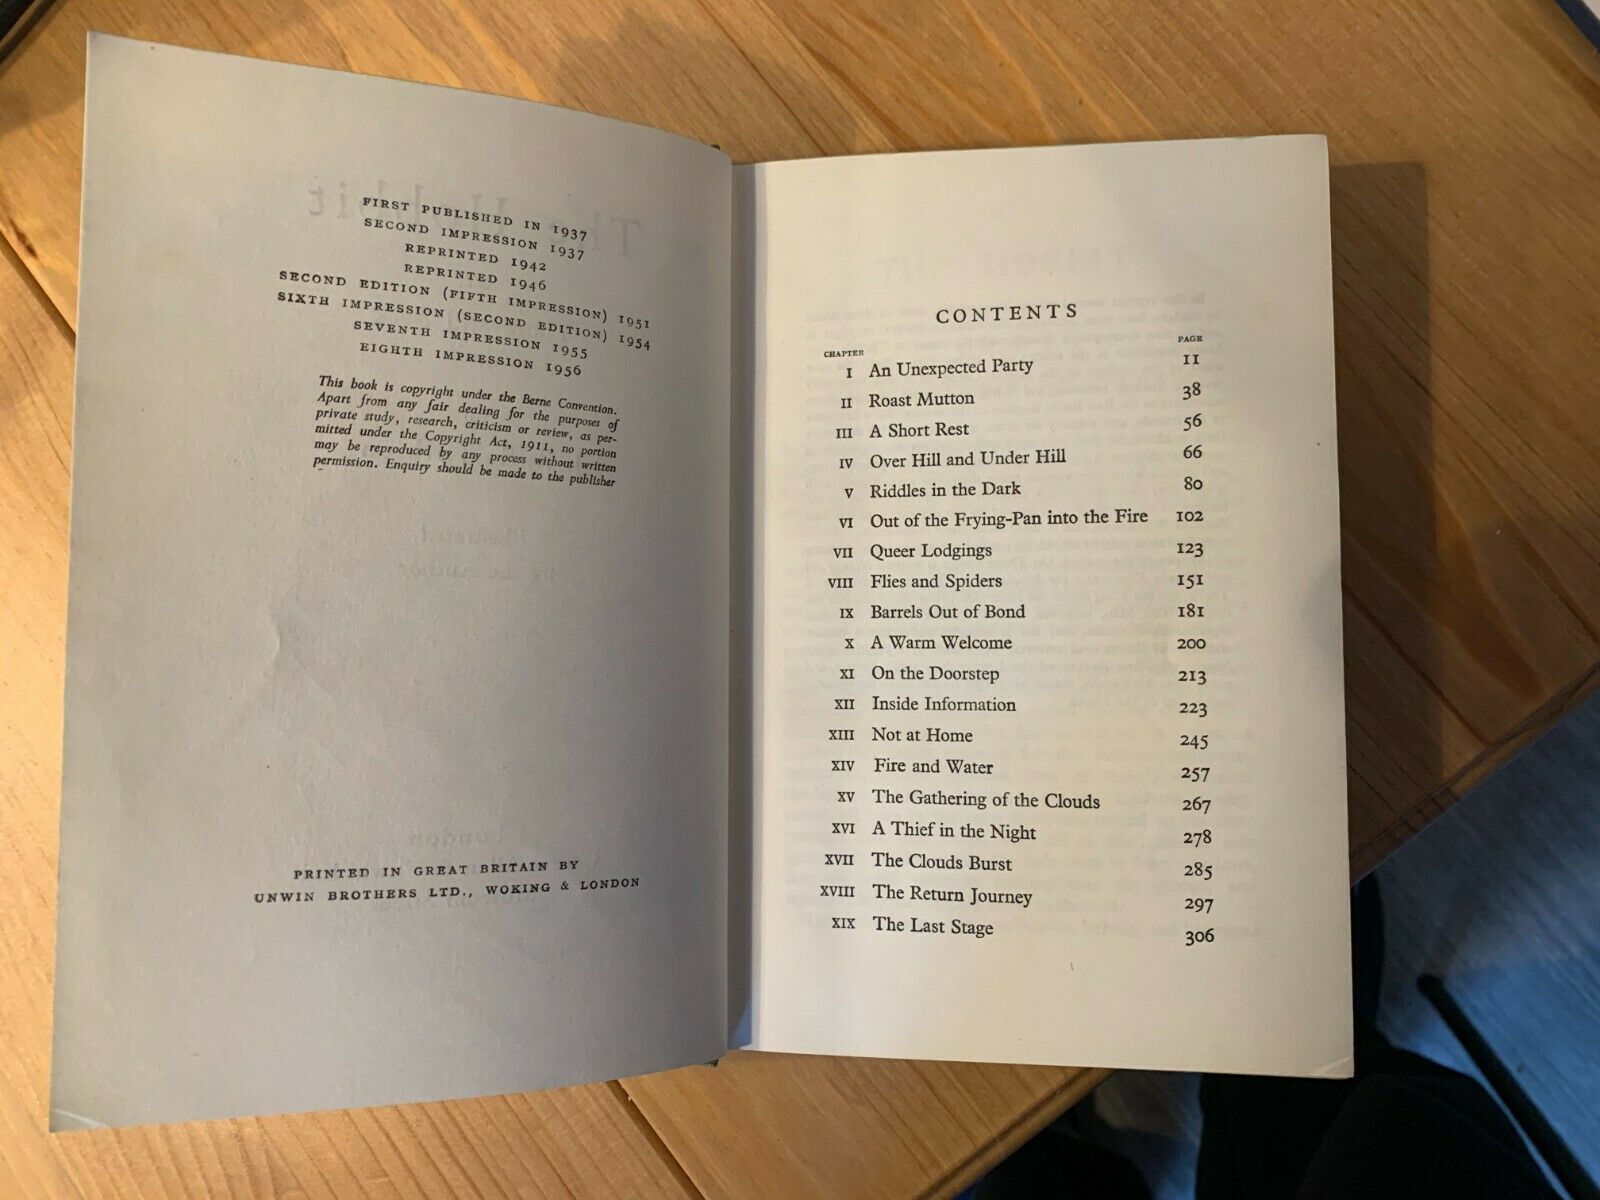 FIRST PUBLISHED IN 1937
SECOND IMPRESSION 1937
REPRINTED 1942
REPRINTED 1946
SECOND EDITION (FIFTH IMPRESSION) 1951
SIXTH IMPRESSION (SECOND EDITION) 1954
SEVENTH IMPRESSION 1955
EIGHTH IMPRESSION 1956
This book is copyright under the Berne Convention.
Apart from any fair dealing for the purposes of
private study, research, criticism or review, as per-
mitted under the Copyright Act, 1911, no portion
may be reproduced by any process without written
permission. Enquiry should be made to the publisher
PRINTED IN GREAT BRITAIN BY
UNWIN BROTHERS LTD., WOKING & LONDON
CONTENTS
CHAPTER PAGE
I An Unexpected Party 11
II Roast Mutton 38
III A Short Rest 56
IV Over Hill and Under Hill 66
V Riddles in the Dark 80
VI Out of the Frying-Pan into the Fire 102
VII Queer Lodgings 123
VIII Flies and Spiders 151
IX Barrels Out of Bond 181
X A Warm Welcome 200
XI On the Doorstep 213
XII Inside Information 223
XIII Not at Home 245
XIV Fire and Water 257
XV The Gathering of the Clouds 267
XVI A Thief in the Night 278
XVII The Clouds Burst 285
XVIII The Return Journey 297
XIX The Last Stage 306